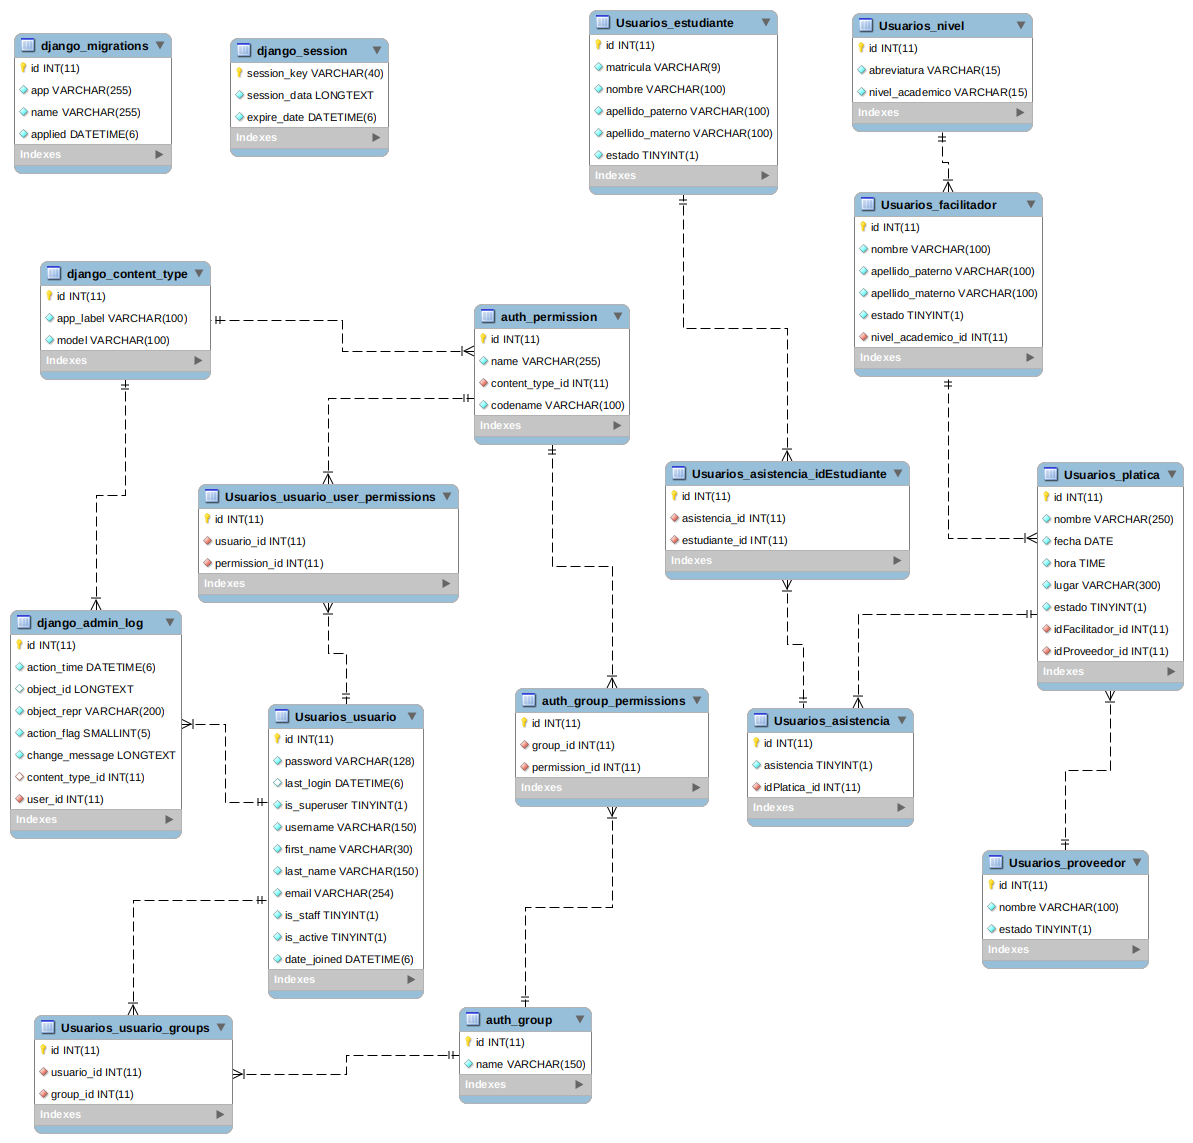 django_migrations
id INT(11)
app VARCHAR(255)
name VARCHAR(255)
applied DATETIME(6)
Indexes
django_session
session_key VARCHAR(40)
session_data LONGTEXT
expire_date DATETIME(6)
Indexes
Usuarios_estudiante
id INT(11)
matricula VARCHAR(9)
nombre VARCHAR(100)
apellido_paterno VARCHAR(100)
apellido_materno VARCHAR(100)
estado TINYINT(1)
Indexes
Usuarios_nivel
id INT(11)
abreviatura VARCHAR(15)
nivel_academico VARCHAR(15)
Indexes
Usuarios_facilitador
id INT(11)
nombre VARCHAR(100)
apellido_paterno VARCHAR(100)
apellido_materno VARCHAR(100)
estado TINYINT(1)
nivel_academico_id INT(11)
Indexes
django_content_type
id INT(11)
app_label VARCHAR(100)
model VARCHAR(100)
Indexes
auth_permission
id INT(11)
name VARCHAR(255)
content_type_id INT(11)
codename VARCHAR(100)
Indexes
Usuarios_usuario_user_permissions
id INT(11)
usuario_id INT(11)
permission_id INT(11)
Indexes
Usuarios_asistencia_idEstudiante
id INT(11)
asistencia_id INT(11)
estudiante_id INT(11)
Indexes
Usuarios_platica
id INT(11)
nombre VARCHAR(250)
fecha DATE
hora TIME
lugar VARCHAR(300)
estado TINYINT(1)
idFacilitador_id INT(11)
idProveedor_id INT(11)
Indexes
django_admin_log
id INT(11)
action_time DATETIME(6)
object_id LONGTEXT
object_repr VARCHAR(200)
action_flag SMALLINT(5)
change_message LONGTEXT
content_type_id INT(11)
user_id INT(11)
Indexes
Usuarios_usuario
id INT(11)
password VARCHAR(128)
last_login DATETIME(6)
is_superuser TINYINT(1)
username VARCHAR(150)
first_name VARCHAR(30)
last_name VARCHAR(150)
email VARCHAR(254)
is_staff TINYINT(1)
is_active TINYINT(1)
date_joined DATETIME(6)
Indexes
auth_group_permissions
id INT(11)
group_id INT(11)
permission_id INT(11)
Indexes
Usuarios_asistencia
id INT(11)
asistencia TINYINT(1)
idPlatica_id INT(11)
Indexes
Usuarios_proveedor
id INT(11)
nombre VARCHAR(100)
estado TINYINT(1)
Indexes
Usuarios_usuario_groups
id INT(11)
usuario_id INT(11)
group_id INT(11)
Indexes
auth_group
id INT(11)
name VARCHAR(150)
Indexes